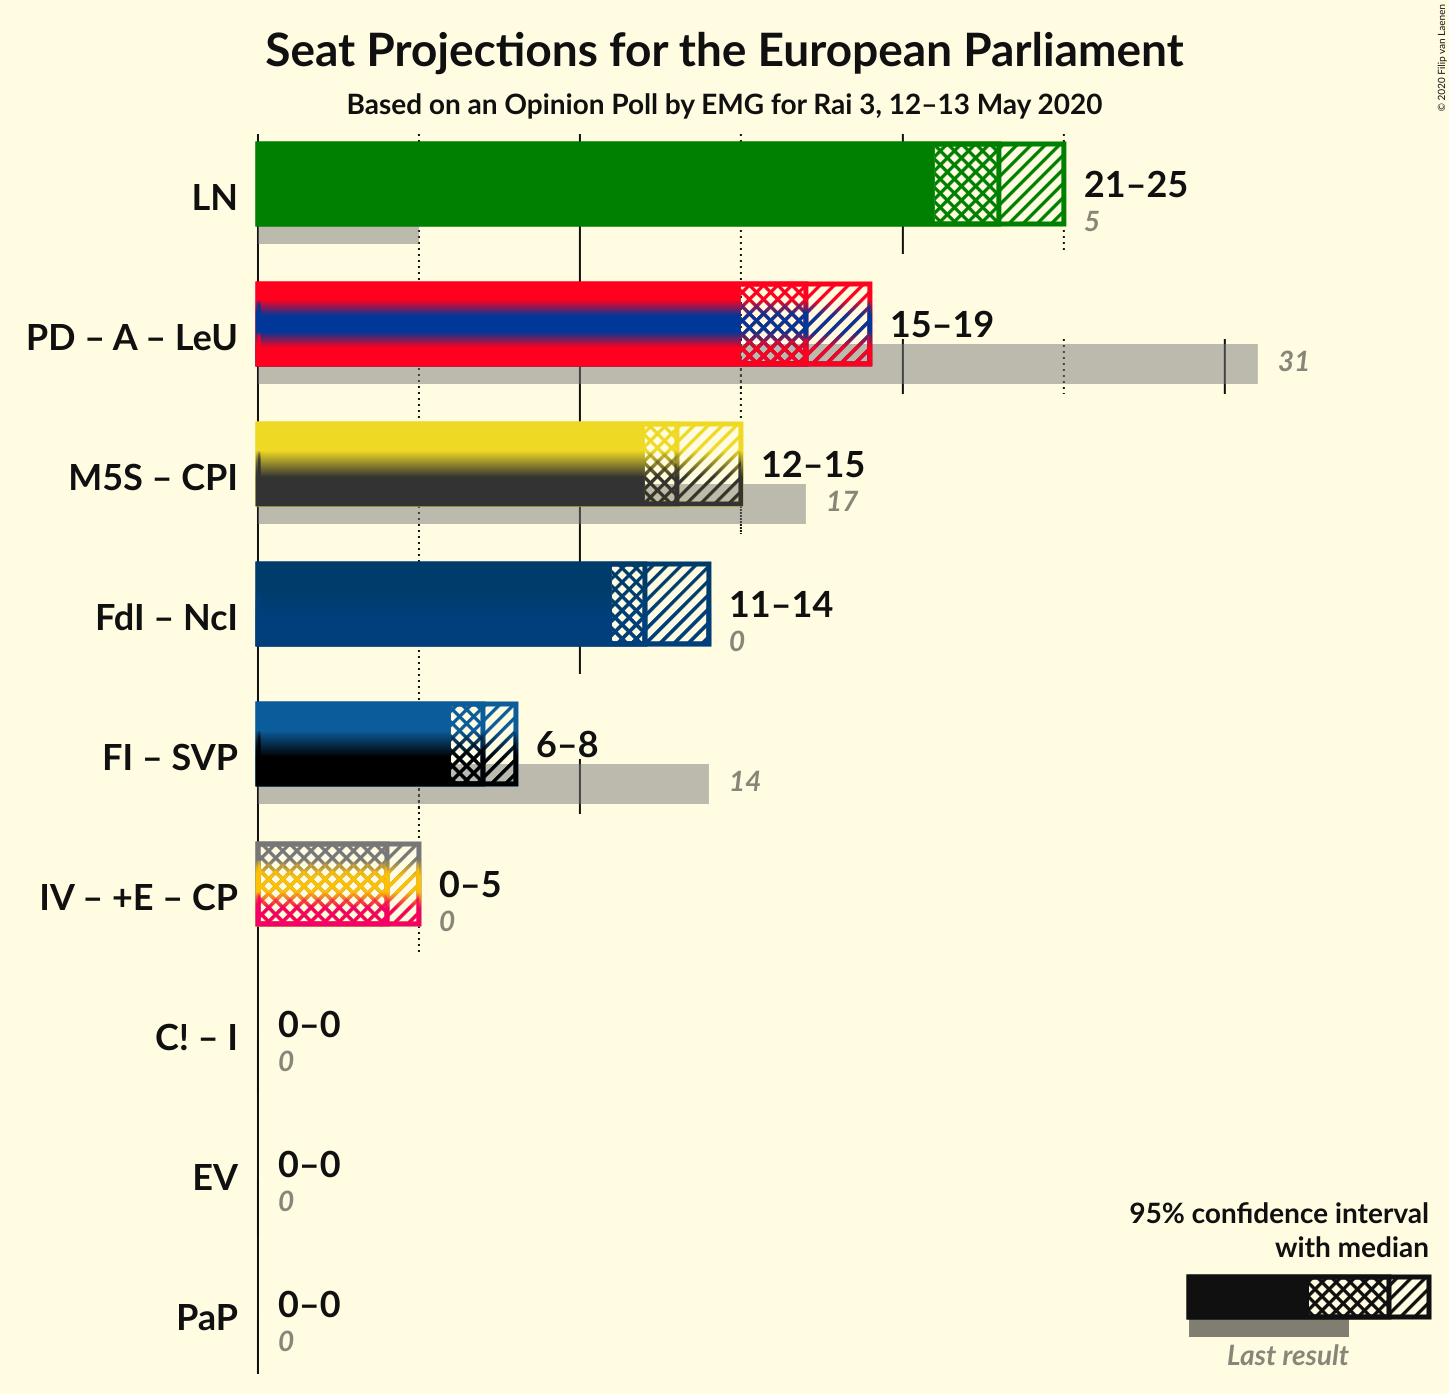 Seat Projections for the European Parliament
Based on an Opinion Poll by EMG for Rai 3, 12–13 May 2020
© 2020 Filip van Laenen
LN
21–25
5
PD – A – LeU
15–19
31
M5S – CPI
12–15
17
FdI – NcI
11–14
0
FI – SVP
6–8
14
IV – +E – CP
0–5
0
C! – I
0–0
0
EV
0–0
0
PaP
0–0
0
95% confidence interval
with median
Last result